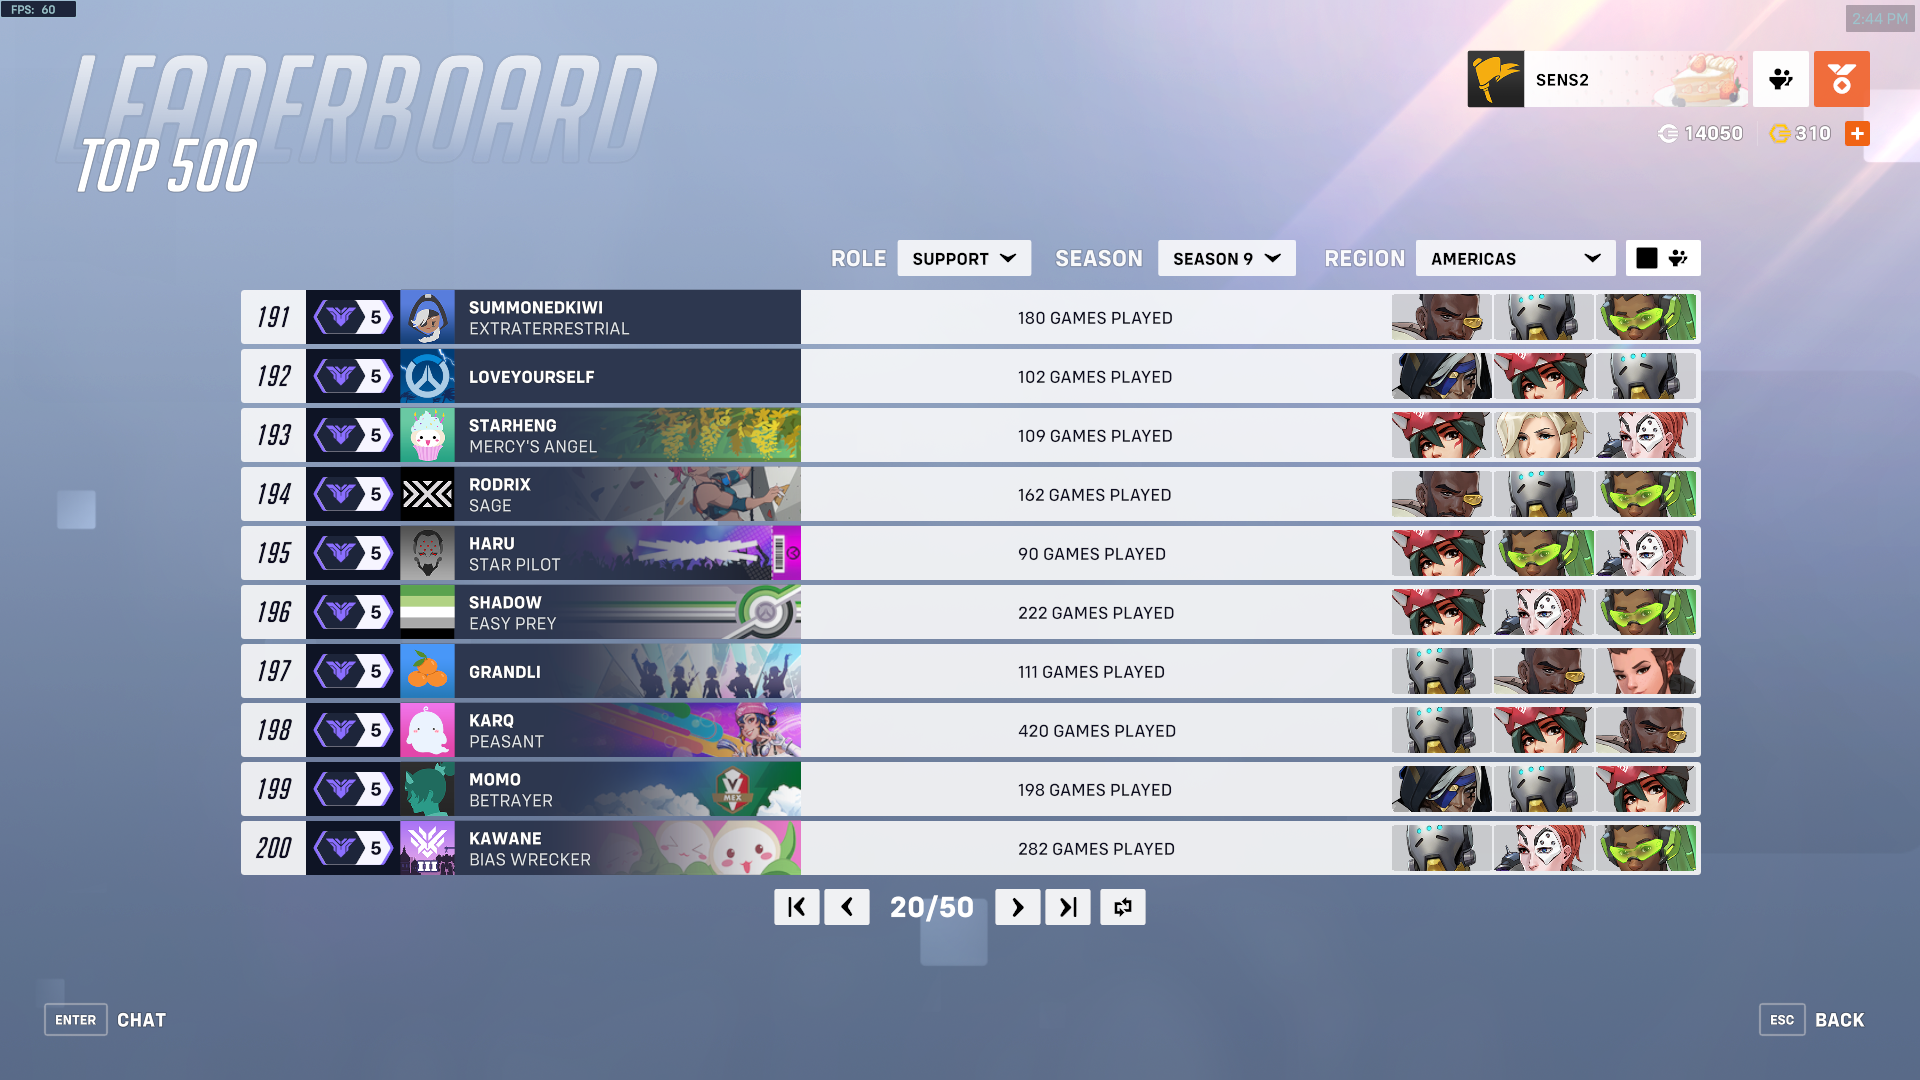 FPS: 60
2:44 PM
LEADERBOARD
TOP 500
SENS2
14050
310
ROLE SUPPORT SEASON SEASON 9 REGION AMERICAS
191 5 SUMMONEDKIWI 180 GAMES PLAYED
EXTRATERRESTRIAL
192 5 LOVEYOURSELF 102 GAMES PLAYED
193 5 STARHENG 109 GAMES PLAYED
MERCY'S ANGEL
194 5 RODRIX 162 GAMES PLAYED
SAGE
195 5 HARU 90 GAMES PLAYED
STAR PILOT
196 5 SHADOW 222 GAMES PLAYED
EASY PREY
197 5 GRANDLI 111 GAMES PLAYED
198 5 KARQ 420 GAMES PLAYED
PEASANT
199 5 MOMO MEX 198 GAMES PLAYED
BETRAYER
200 5 III KAWANE 282 GAMES PLAYED
BIAS WRECKER
20/50
ENTER CHAT
ESC BACK